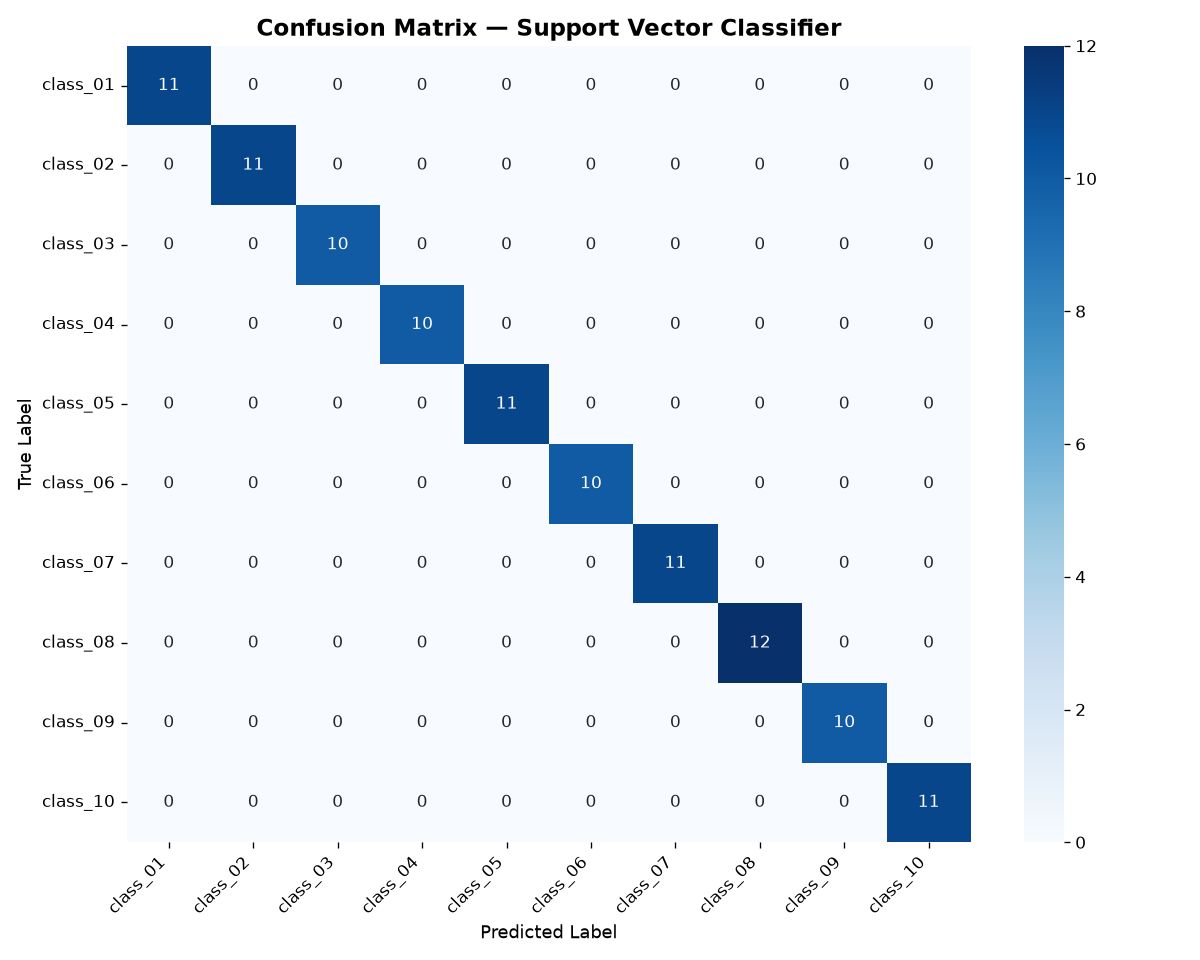 Confusion Matrix — Support Vector Classifier
class_01 11 0 0 0 0 0 0 0 0 0
class_02 0 11 0 0 0 0 0 0 0 0
class_03 0 0 10 0 0 0 0 0 0 0
class_04 0 0 0 10 0 0 0 0 0 0
class_05 0 0 0 0 11 0 0 0 0 0
class_06 0 0 0 0 0 10 0 0 0 0
class_07 0 0 0 0 0 0 11 0 0 0
class_08 0 0 0 0 0 0 0 12 0 0
class_09 0 0 0 0 0 0 0 0 10 0
class_10 0 0 0 0 0 0 0 0 0 11
True Label
class_01 class_02 class_03 class_04 class_05 class_06 class_07 class_08 class_09 class_10
Predicted Label
12
10
8
6
4
2
0